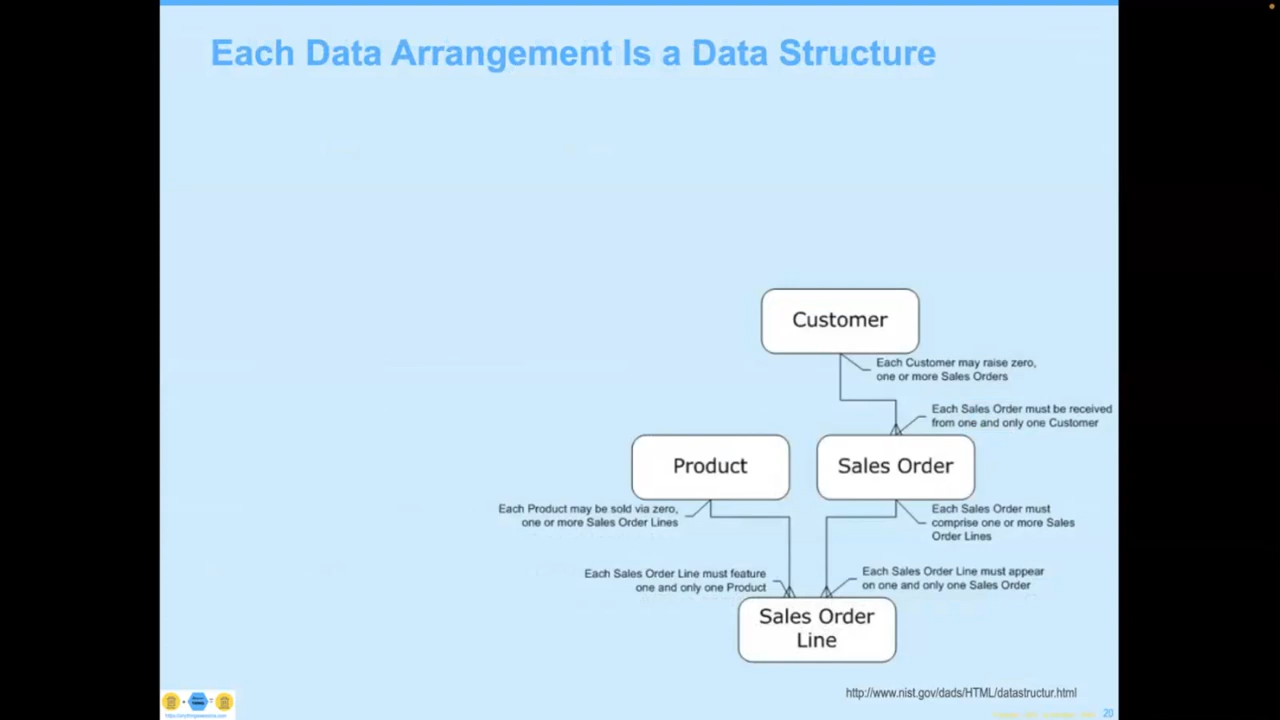 Each Data Arrangement Is a Data Structure
Customer
Each Customer may raise zero,
one or more Sales Orders
Each Sales Order must be received
from one and only one Customer
Product
Sales Order
Each Product may be sold via zero,
one or more Sales Order Lines
Each Sales Order must
comprise one or more Sales
Order Lines
Each Sales Order Line must feature
one and only one Product
Each Sales Order Line must appear
on one and only one Sales Order
Sales Order
Line
http://www.nist.gov/dads/HTML/datastructur.html
20